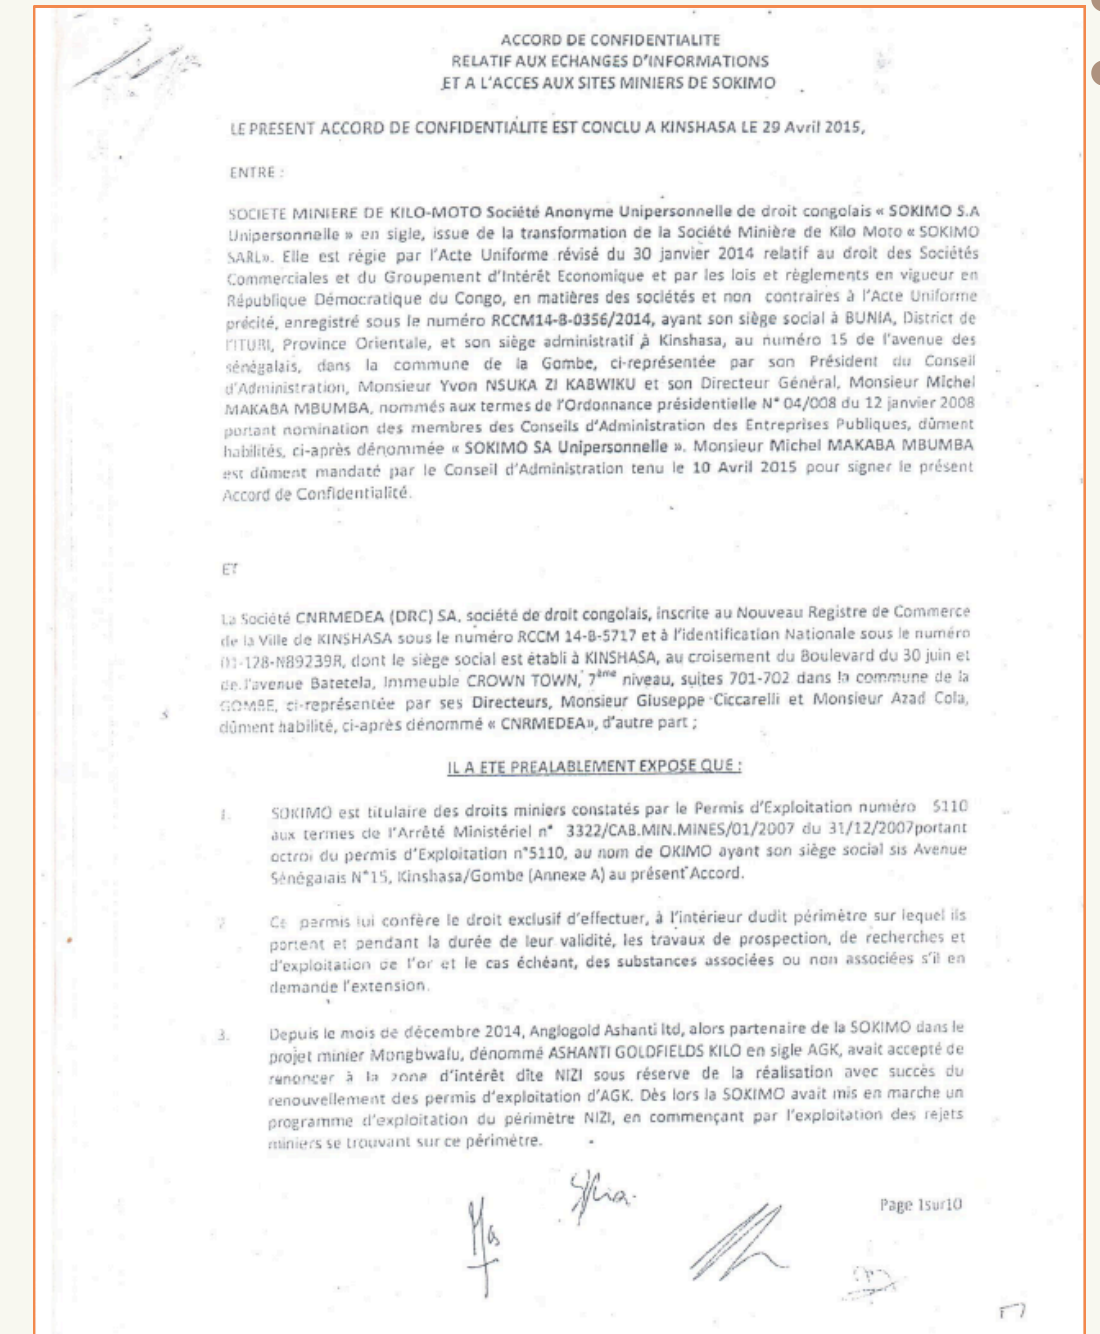 ACCORD DE CONFIDENTIALITE
RELATIF AUX ECHANGES D'INFORMATIONS
ET A L'ACCES AUX SITES MINIERS DE SOKIMO
LE PRESENT ACCORD DE CONFIDENTIALITE EST CONCLU A KINSHASA LE 29 Avril 2015,
ENTRE :
SOCIETE MINIERE DE KILO-MOTO Société Anonyme Unipersonnelle de droit congolais « SOKIMO S.A
Unipersonnelle » en sigle, issue de la transformation de la Société Minière de Kilo Moto « SOKIMO
SARL». Elle est régie par l'Acte Uniforme révisé du 30 janvier 2014 relatif au droit des Sociétés
Commerciales et du Groupement d'Intérêt Economique et par les lois et règlements en vigueur en
République Démocratique du Congo, en matières des sociétés et non contraires à l'Acte Uniforme
précité, enregistré sous le numéro RCCM14-B-0356/2014, ayant son siège social à BUNIA, District de
l'ITURI, Province Orientale, et son siège administratif à Kinshasa, au numéro 15 de l'avenue des
sénégalais, dans la commune de la Gombe, ci-représentée par son Président du Conseil
d'Administration, Monsieur Yvon NSUKA ZI KABWIKU et son Directeur Général, Monsieur Michel
MAKABA MBUMBA, nommés aux termes de l'Ordonnance présidentielle N° 04/008 du 12 janvier 2008
portant nomination des membres des Conseils d'Administration des Entreprises Publiques, dûment
habilités, ci-après dénommée « SOKIMO SA Unipersonnelle ». Monsieur Michel MAKABA MBUMBA
est dûment mandaté par le Conseil d'Administration tenu le 10 Avril 2015 pour signer le présent
Accord de Confidentialité.
ET
La Société CNRMEDEA (DRC) SA, société de droit congolais, inscrite au Nouveau Registre de Commerce
de la Ville de KINSHASA sous le numéro RCCM 14-B-5717 et à l'identification Nationale sous le numéro
01-128-N89239R, dont le siège social est établi à KINSHASA, au croisement du Boulevard du 30 juin et
de l'avenue Batetela, Immeuble CROWN TOWN, 7ème niveau, suites 701-702 dans la commune de la
GOMBE, ci-représentée par ses Directeurs, Monsieur Giuseppe Ciccarelli et Monsieur Azad Cola,
dûment habilité, ci-après dénommé « CNRMEDEA», d'autre part ;
IL A ETE PREALABLEMENT EXPOSE QUE :
1. SOKIMO est titulaire des droits miniers constatés par le Permis d'Exploitation numéro 5110
aux termes de l'Arrêté Ministériel n° 3322/CAB.MIN.MINES/01/2007 du 31/12/2007portant
octroi du permis d'Exploitation n°5110, au nom de OKIMO ayant son siège social sis Avenue
Sénégalais N°15, Kinshasa/Gombe (Annexe A) au présent Accord.
2. Ce permis lui confère le droit exclusif d'effectuer, à l'intérieur dudit périmètre sur lequel ils
portent et pendant la durée de leur validité, les travaux de prospection, de recherches et
d'exploitation de l'or et le cas échéant, des substances associées ou non associées s'il en
demande l'extension.
3. Depuis le mois de décembre 2014, Anglogold Ashanti ltd, alors partenaire de la SOKIMO dans le
projet minier Mongbwalu, dénommé ASHANTI GOLDFIELDS KILO en sigle AGK, avait accepté de
renoncer à la zone d'intérêt dite NIZI sous réserve de la réalisation avec succès du
renouvellement des permis d'exploitation d'AGK. Dès lors la SOKIMO avait mis en marche un
programme d'exploitation du périmètre NIZI, en commençant par l'exploitation des rejets
miniers se trouvant sur ce périmètre.
Page 1sur10